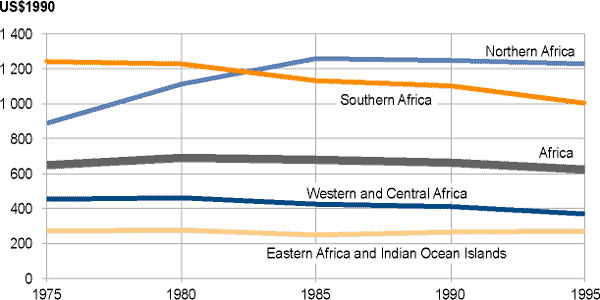 US$1990
1 400
1 200
1 000
800
600
400
200
0
Northern Africa
Southern Africa
Africa
Western and Central Africa
Eastern Africa and Indian Ocean Islands
1975 1980 1985 1990 1995